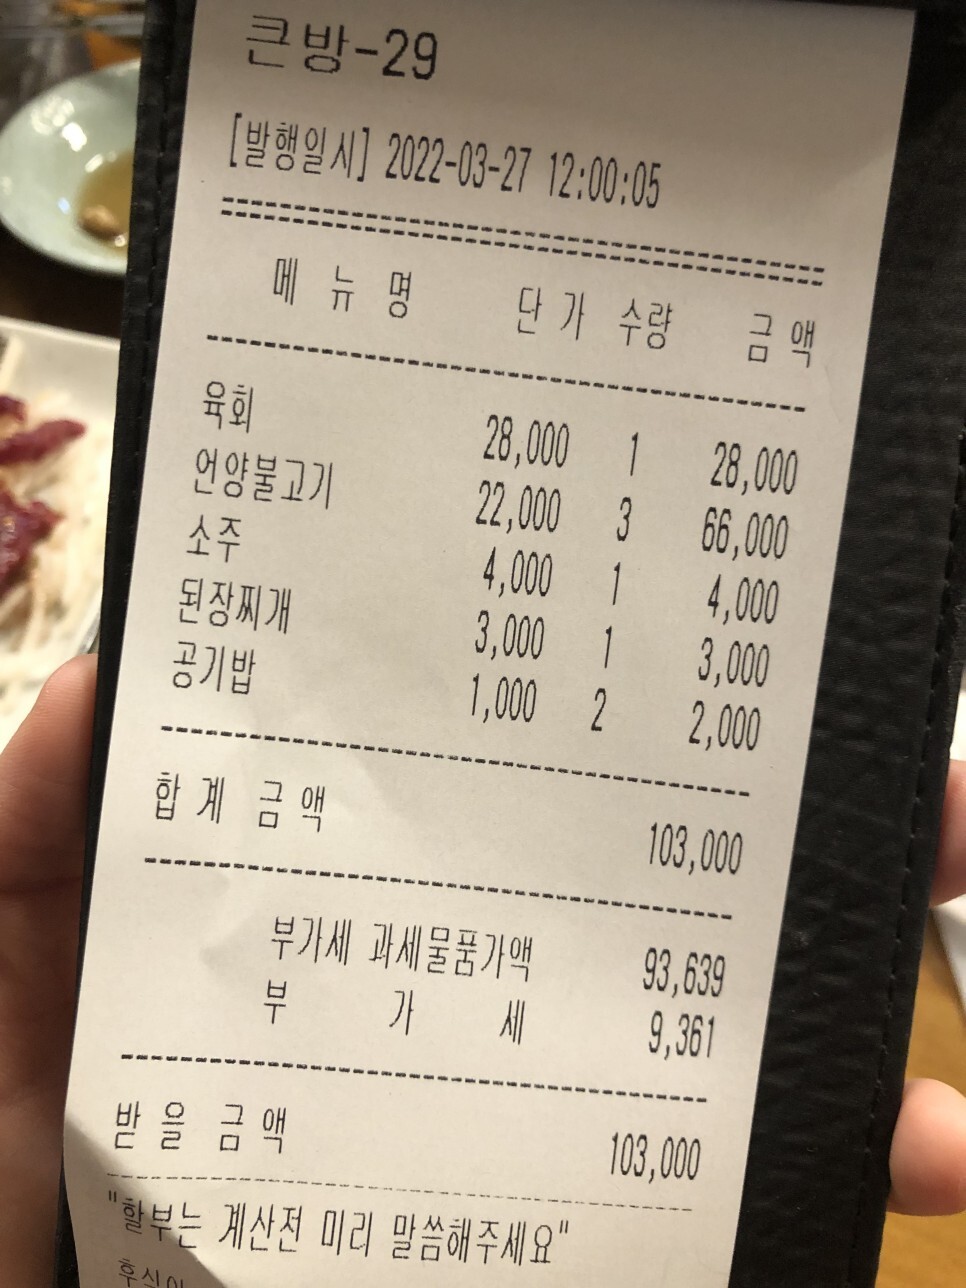 큰방-29
[발행일시] 2022-03-27 12:00:05
메 뉴 명 단 가 수량 금 액
육회 28,000 1 28,000
언양불고기 22,000 3 66,000
소주 4,000 1 4,000
된장찌개 3,000 1 3,000
공기밥 1,000 2 2,000
합 계 금 액 103,000
부가세 과세물품가액 93,639
부 가 세 9,361
받 을 금 액 103,000
"할부는 계산전 미리 말씀해주세요"